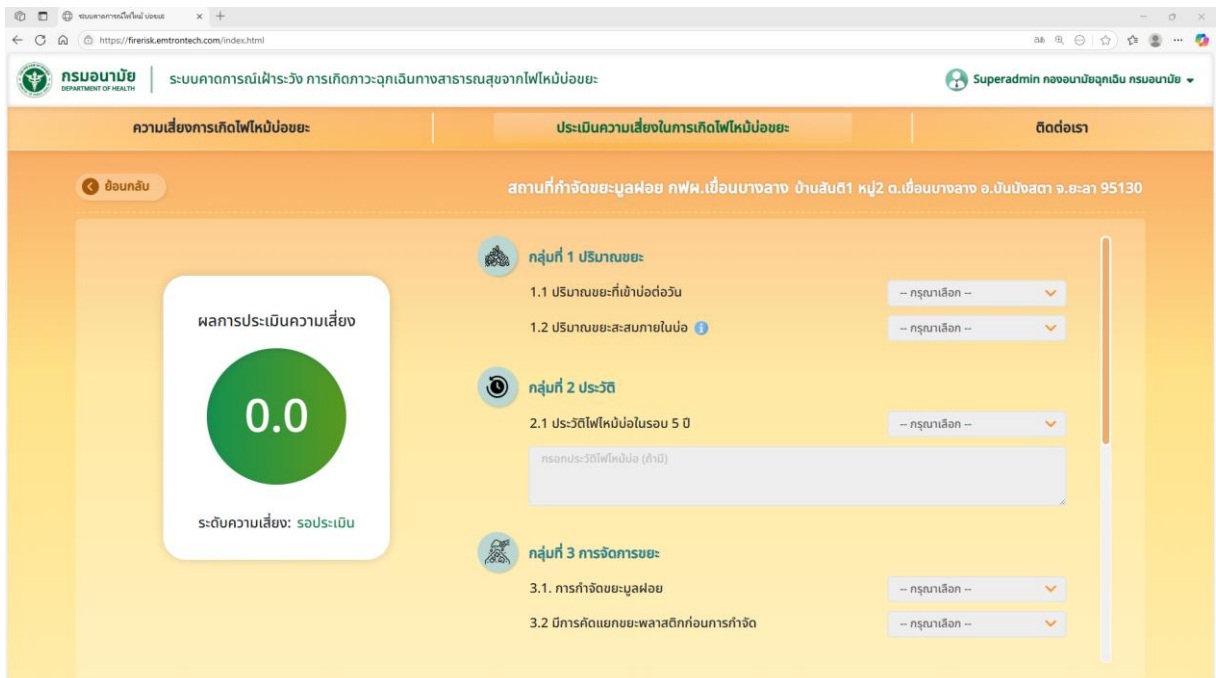 ระบบคาดการณ์ไฟไหม้ บ่อขยะ
https://firerisk.emtrontech.com/index.html
กรมอนามัย
DEPARTMENT OF HEALTH
ระบบคาดการณ์เฝ้าระวัง การเกิดภาวะฉุกเฉินทางสาธารณสุขจากไฟไหม้บ่อขยะ
Superadmin กองอนามัยฉุกเฉิน กรมอนามัย
ความเสี่ยงการเกิดไฟไหม้บ่อขยะ
ประเมินความเสี่ยงในการเกิดไฟไหม้บ่อขยะ
ติดต่อเรา
ย้อนกลับ
สถานที่กำจัดขยะมูลฝอย กฟผ.เขื่อนบางลาง บ้านสันติ1 หมู่2 ต.เขื่อนบางลาง อ.บันนังสตา จ.ยะลา 95130
ผลการประเมินความเสี่ยง
0.0
ระดับความเสี่ยง: รอประเมิน
กลุ่มที่ 1 ปริมาณขยะ
1.1 ปริมาณขยะที่เข้าบ่อต่อวัน
-- กรุณาเลือก --
1.2 ปริมาณขยะสะสมภายในบ่อ
-- กรุณาเลือก --
กลุ่มที่ 2 ประวัติ
2.1 ประวัติไฟไหม้บ่อในรอบ 5 ปี
-- กรุณาเลือก --
กรอกประวัติไฟไหม้บ่อ (ถ้ามี)
กลุ่มที่ 3 การจัดการขยะ
3.1. การกำจัดขยะมูลฝอย
-- กรุณาเลือก --
3.2 มีการคัดแยกขยะพลาสติกก่อนการกำจัด
-- กรุณาเลือก --